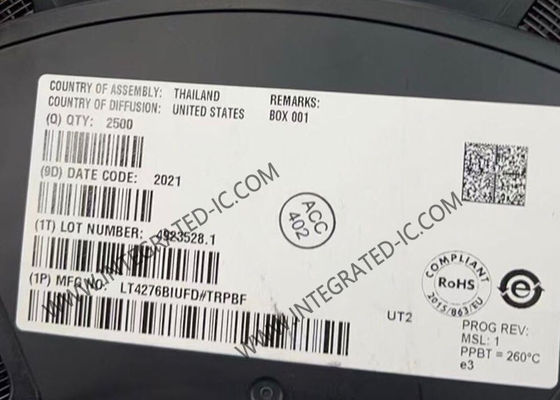 COUNTRY OF ASSEMBLY: THAILAND
COUNTRY OF DIFFUSION: UNITED STATES
REMARKS:
BOX 001
(Q) QTY: 2500
(9D) DATE CODE: 2021
(1T) LOT NUMBER: 923528.1
(1P) MFG LT4276BIUFD#TRPBF
ACC
402
COMPLIANT
RoHS
2015/863/EU
e
UT2
PROG REV:
MSL: 1
PPBT = 260°C
e3
WWW.INTEGRATED-IC.COM
WWW.INTEGRATED-IC.COM